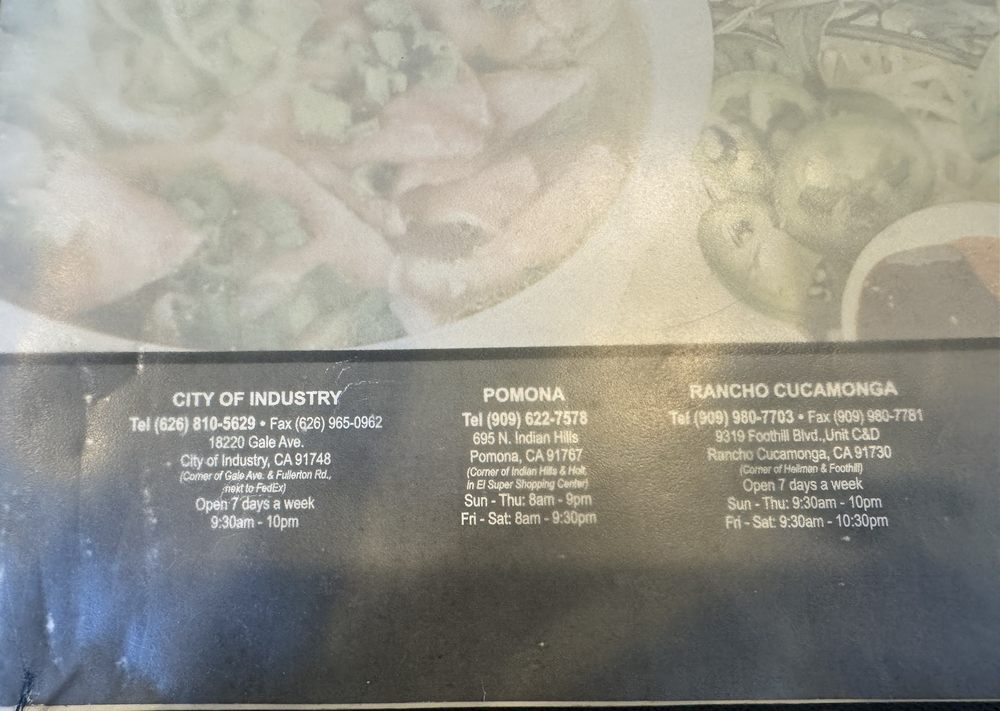 CITY OF INDUSTRY
Tel (626) 810-5629 • Fax (626) 965-0962
18220 Gale Ave.
City of Industry, CA 91748
(Corner of Gale Ave. & Fullerton Rd.,
next to FedEx)
Open 7 days a week
9:30am - 10pm
POMONA
Tel (909) 622-7578
695 N. Indian Hills
Pomona, CA 91767
(Corner of Indian Hills & Holt,
in El Super Shopping Center)
Sun - Thu: 8am - 9pm
Fri - Sat: 8am - 9:30pm
RANCHO CUCAMONGA
Tel (909) 980-7703 • Fax (909) 980-7781
9319 Foothill Blvd.,Unit C&D
Rancho Cucamonga, CA 91730
(Corner of Hellman & Foothill)
Open 7 days a week
Sun - Thu: 9:30am - 10pm
Fri - Sat: 9:30am - 10:30pm